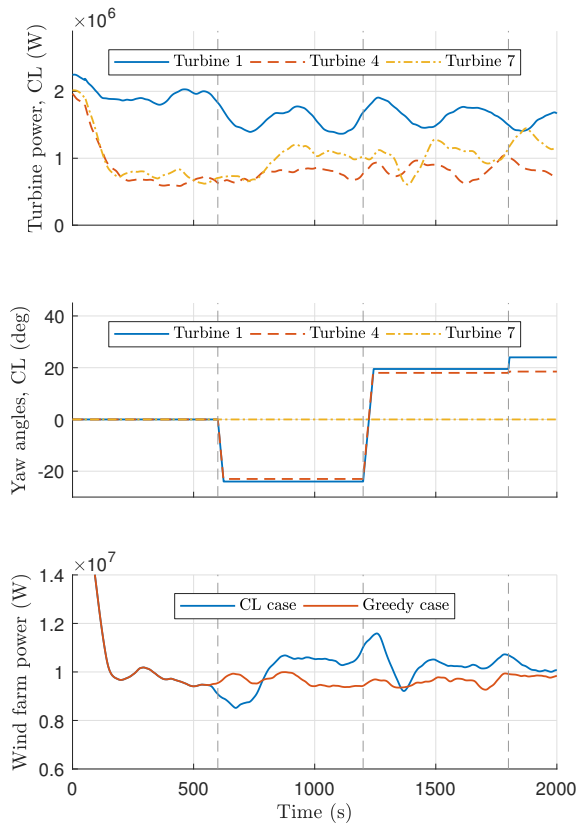 ×10^6
Turbine power, CL (W)
Turbine 1 Turbine 4 Turbine 7
2
1
0
Yaw angles, CL (deg)
40
Turbine 1 Turbine 4 Turbine 7
20
0
-20
×10^7
Wind farm power (W)
1.4
CL case Greedy case
1.2
1
0.8
0.6
0 500 1000 1500 2000
Time (s)